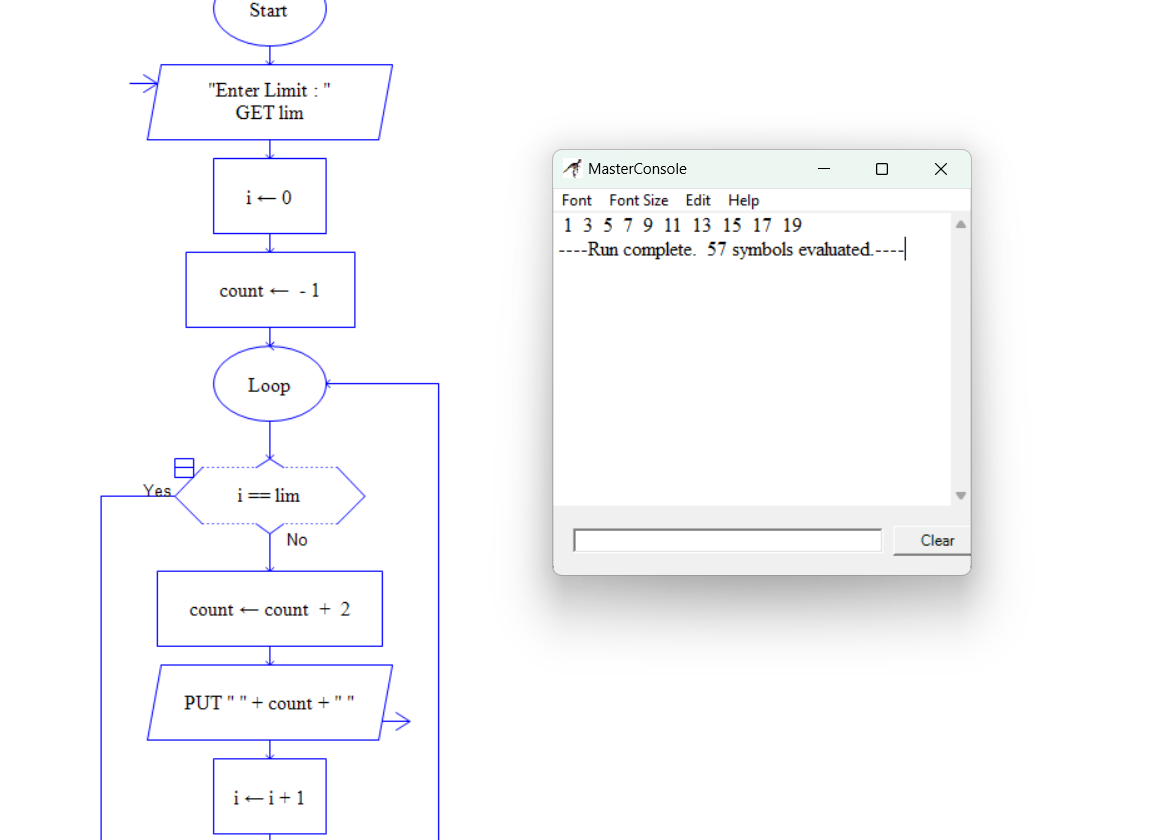 Start
"Enter Limit : "
GET lim
i ← 0
count ← - 1
Loop
i == lim
Yes
No
count ← count + 2
PUT " " + count + " "
i ← i + 1
MasterConsole
Font Font Size Edit Help
1 3 5 7 9 11 13 15 17 19
----Run complete. 57 symbols evaluated.----
Clear